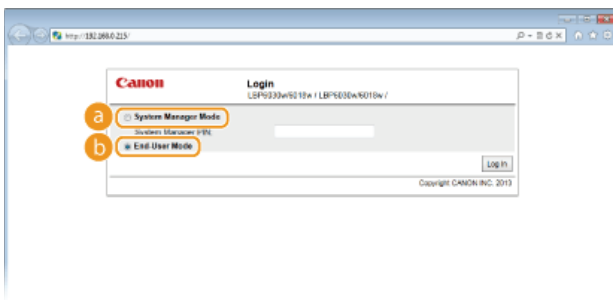 http://192.168.0.215/
Canon
Login
LBP6030w/6018w / LBP6030w/6018w /
a
System Manager Mode
System Manager PIN:
b
End-User Mode
Log In
Copyright CANON INC. 2013